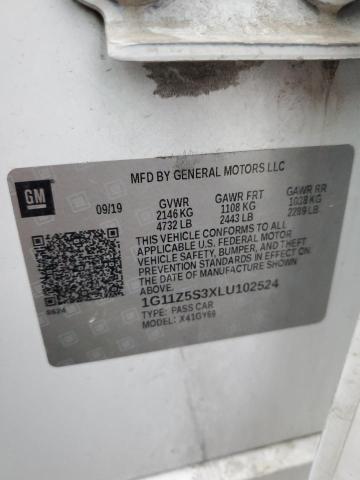 GM
MFD BY GENERAL MOTORS LLC
09/19 GVWR GAWR FRT GAWR RR
2146 KG 1108 KG 1038 KG
4732 LB 2443 LB 2289 LB
THIS VEHICLE CONFORMS TO ALL
APPLICABLE U.S. FEDERAL MOTOR
VEHICLE SAFETY, BUMPER, AND THEFT
PREVENTION STANDARDS IN EFFECT
ON THE DATE OF MANUFACTURE SHOWN
ABOVE.
1G11Z5S3XLU102524
TYPE: PASS CAR
MODEL: X41GY69
S624